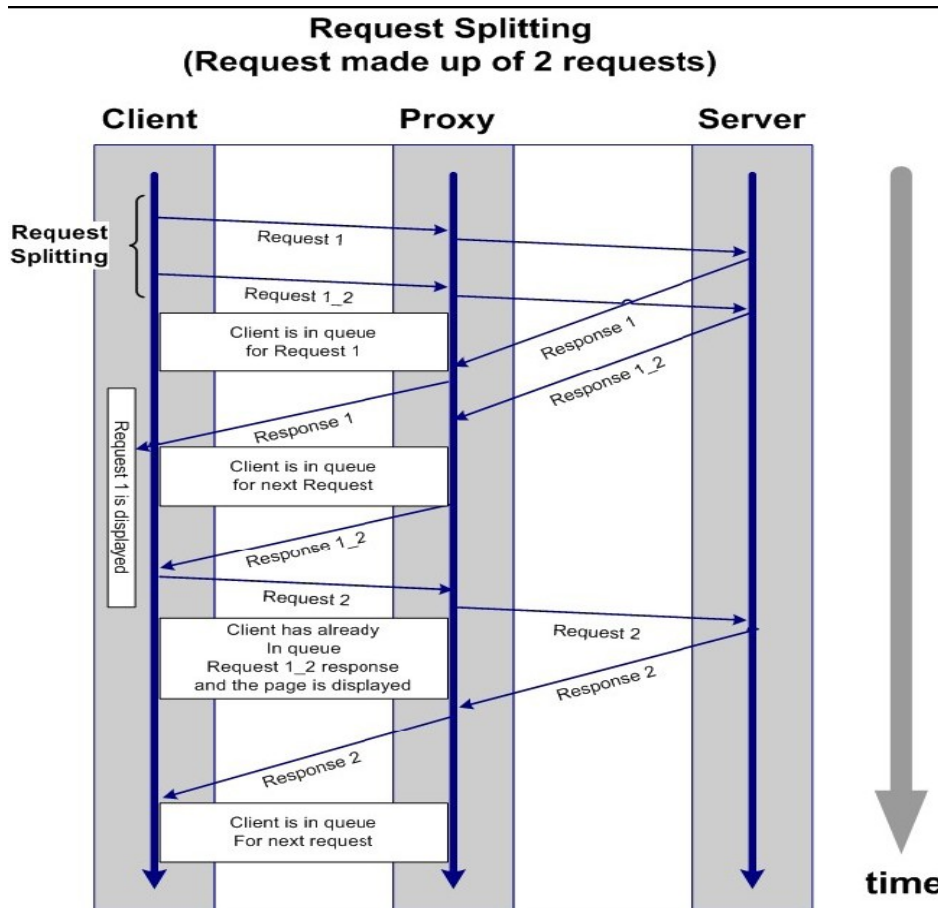 Request Splitting
(Request made up of 2 requests)
Client
Proxy
Server
Request
Splitting
Request 1
Request 1_2
Client is in queue
for Request 1
Response 1
Response 1_2
Response 1
Request 1 is displayed
Client is in queue
for next Request
Response 1_2
Request 2
Request 2
Client has already
In queue
Request 1_2 response
and the page is displayed
Response 2
Response 2
Client is in queue
For next request
time